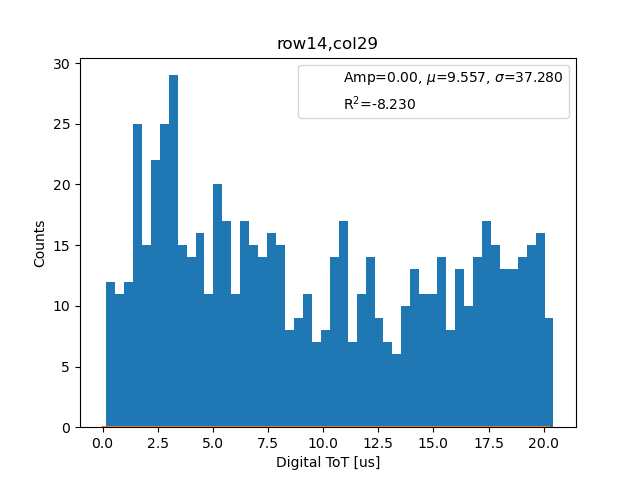 row14,col29
Amp=0.00, μ=9.557, σ=37.280
R²=-8.230
30
25
20
15
10
5
0
Counts
0.0 2.5 5.0 7.5 10.0 12.5 15.0 17.5 20.0
Digital ToT [us]